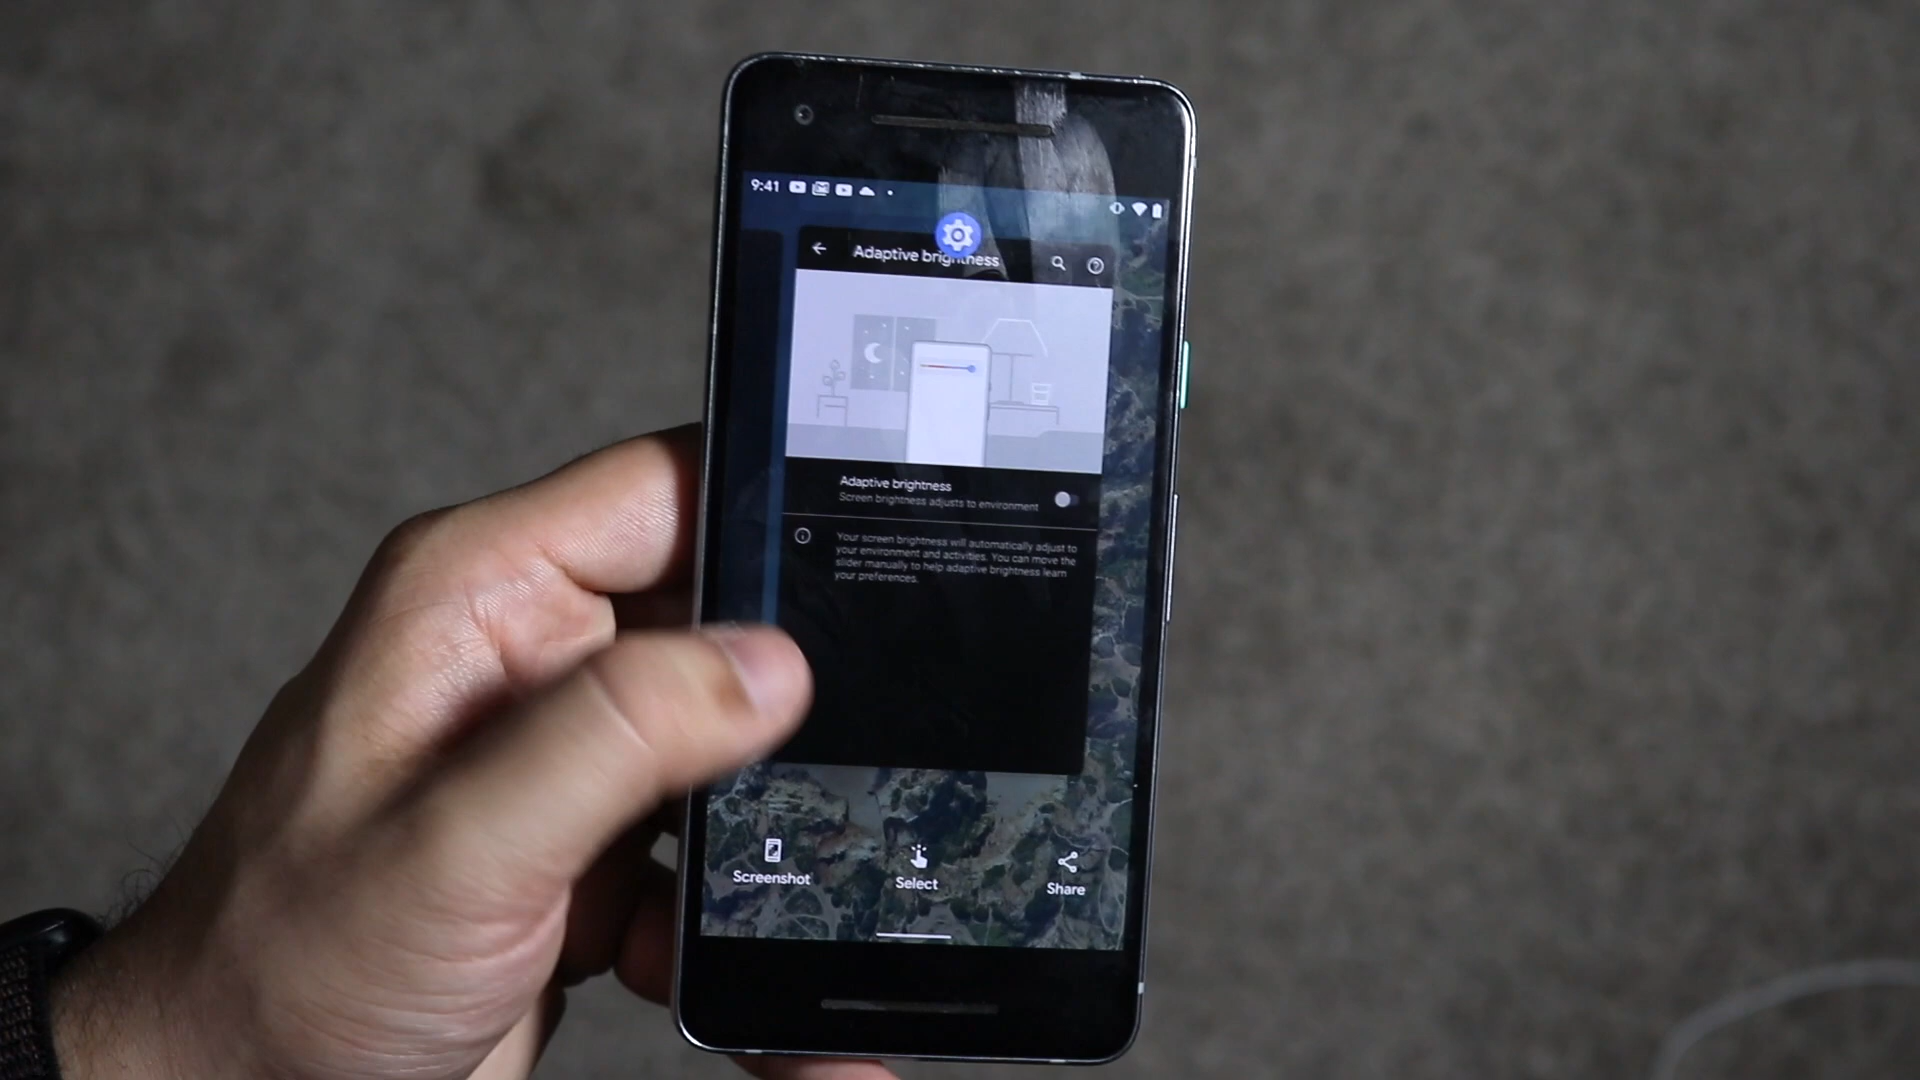 9:41
Adaptive brightness
Adaptive brightness
Screen brightness adjusts to environment
Your screen brightness will automatically adjust to
your environment and activities. You can move the
slider manually to help adaptive brightness learn
your preferences.
Screenshot
Select
Share